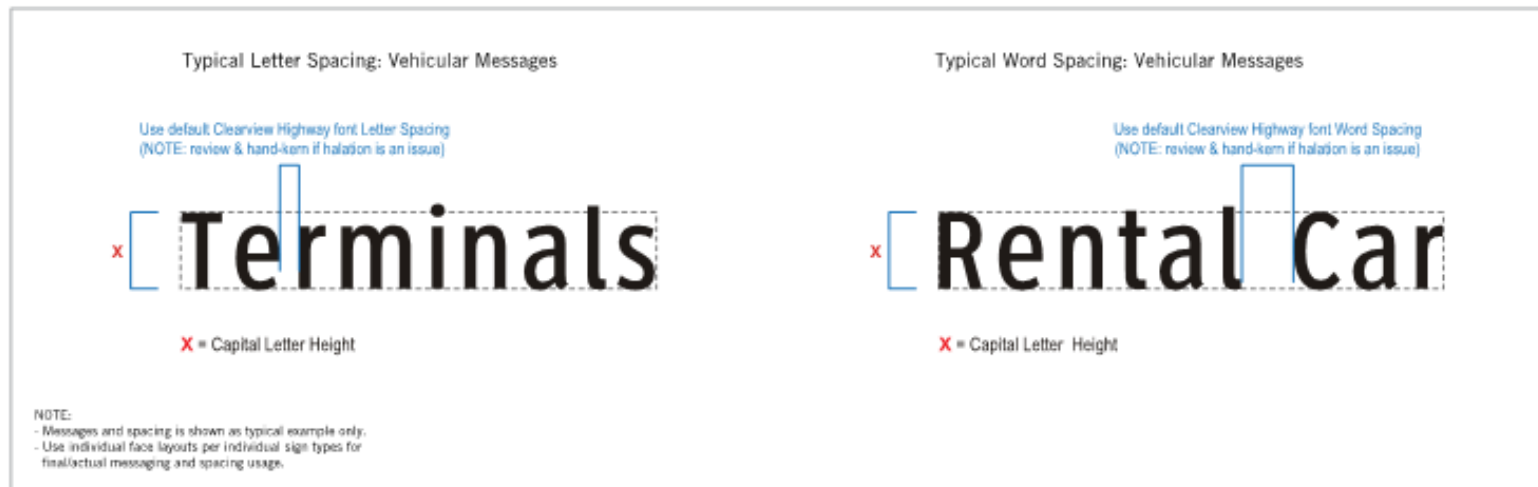 Typical Letter Spacing: Vehicular Messages
Use default Clearview Highway font Letter Spacing
(NOTE: review & hand-kern if halation is an issue)
X
Terminals
X = Capital Letter Height
Typical Word Spacing: Vehicular Messages
Use default Clearview Highway font Word Spacing
(NOTE: review & hand-kern if halation is an issue)
X
Rental Car
X = Capital Letter Height
NOTE:
- Messages and spacing is shown as typical example only.
- Use individual face layouts per individual sign types for
final/actual messaging and spacing usage.